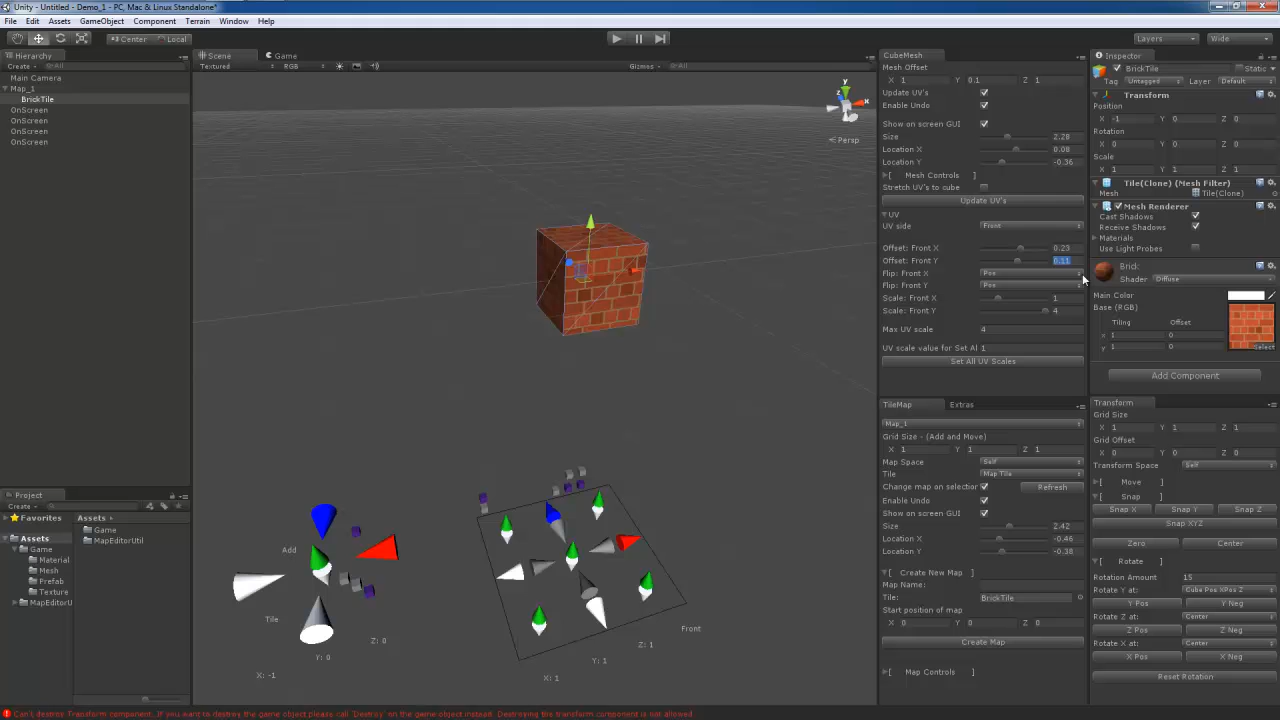 Unity - Untitled - Demo_1 - PC, Mac & Linux Standalone*
File Edit Assets GameObject Component Terrain Window Help
Center Local
Layers Wide
Hierarchy
Create All
Main Camera
Map_1
BrickTile
OnScreen
OnScreen
OnScreen
OnScreen
Scene Game
Textured RGB Gizmos All
y
z
x
Persp
Add
Tile
X: -1
Y: 0
Z: 0
X: 1
Y: 1
Z: 1
Front
Project
Create
Favorites
Assets
Game
Material
Mesh
Prefab
Texture
MapEditorU
Assets
Game
MapEditorUtil
CubeMesh
Mesh Offset
X 1 Y 0.1 Z 1
Update UV's
Enable Undo
Show on screen GUI
Size 2.28
Location X 0.08
Location Y -0.36
[ Mesh Controls ]
Stretch UV's to cube
Update UV's
UV
UV side Front
Offset: Front X 0.23
Offset: Front Y 0.11
Flip: Front X Pos
Flip: Front Y Pos
Scale: Front X 1
Scale: Front Y 4
Max UV scale 4
UV scale value for Set Al 1
Set All UV Scales
TileMap Extras
Map_1
Grid Size - (Add and Move)
X 1 Y 1 Z 1
Map Space Self
Tile Map Tile
Change map on selection Refresh
Enable Undo
Show on screen GUI
Size 2.42
Location X -0.46
Location Y -0.38
[ Create New Map ]
Map Name:
Tile: BrickTile
Start position of map
X 0 Y 0 Z 0
Create Map
[ Map Controls ]
Inspector
BrickTile Static
Tag Untagged Layer Default
Transform
Position
X -1 Y 0 Z 0
Rotation
X 0 Y 0 Z 0
Scale
X 1 Y 1 Z 1
Tile(Clone) (Mesh Filter)
Mesh Tile(Clone)
Mesh Renderer
Cast Shadows
Receive Shadows
Materials
Use Light Probes
Brick
Shader Diffuse
Main Color
Base (RGB)
Tiling Offset
x 1 0
y 1 0
Select
Add Component
Transform
Grid Size
X 1 Y 1 Z 1
Grid Offset
X 0 Y 0 Z 0
Transform Space Self
[ Move ]
[ Snap ]
Snap X Snap Y Snap Z
Snap XYZ
Zero Center
[ Rotate ]
Rotation Amount 15
Rotate Y at: Cube Pos XPos Z
Y Pos Y Neg
Rotate Z at: Center
Z Pos Z Neg
Rotate X at: Center
X Pos X Neg
Reset Rotation
Can't destroy Transform component. If you want to destroy the game object please call 'Destroy' on the game object instead. Destroying the transform component is not allowed